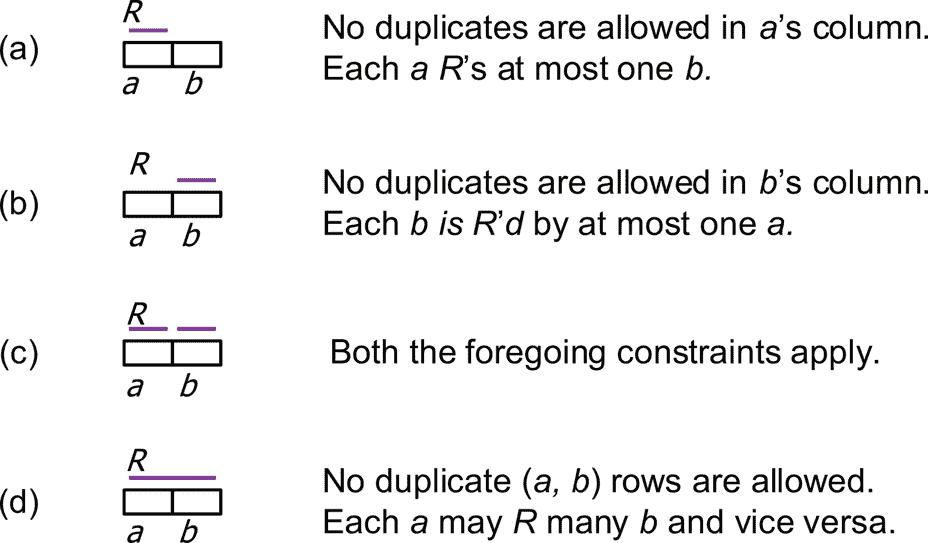 R
(a)
a b
No duplicates are allowed in a's column.
Each a R's at most one b.
R
(b)
a b
No duplicates are allowed in b's column.
Each b is R'd by at most one a.
R
(c)
a b
Both the foregoing constraints apply.
R
(d)
a b
No duplicate (a, b) rows are allowed.
Each a may R many b and vice versa.